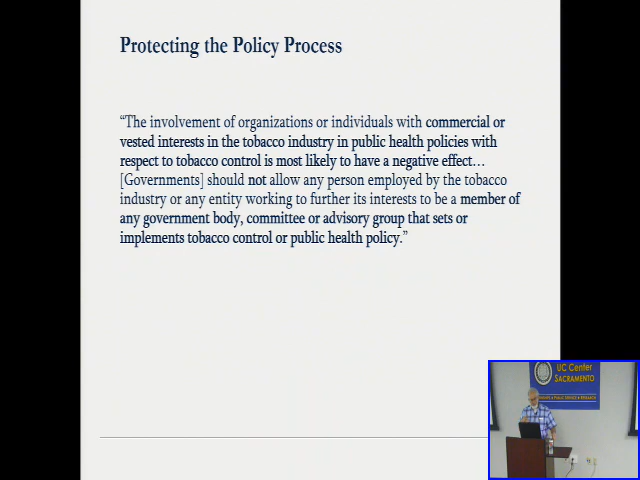 Protecting the Policy Process
“The involvement of organizations or individuals with commercial or
vested interests in the tobacco industry in public health policies with
respect to tobacco control is most likely to have a negative effect…
[Governments] should not allow any person employed by the tobacco
industry or any entity working to further its interests to be a member of
any government body, committee or advisory group that sets or
implements tobacco control or public health policy.”
UC Center
SACRAMENTO
PUBLIC SERVICE • RESEARCH